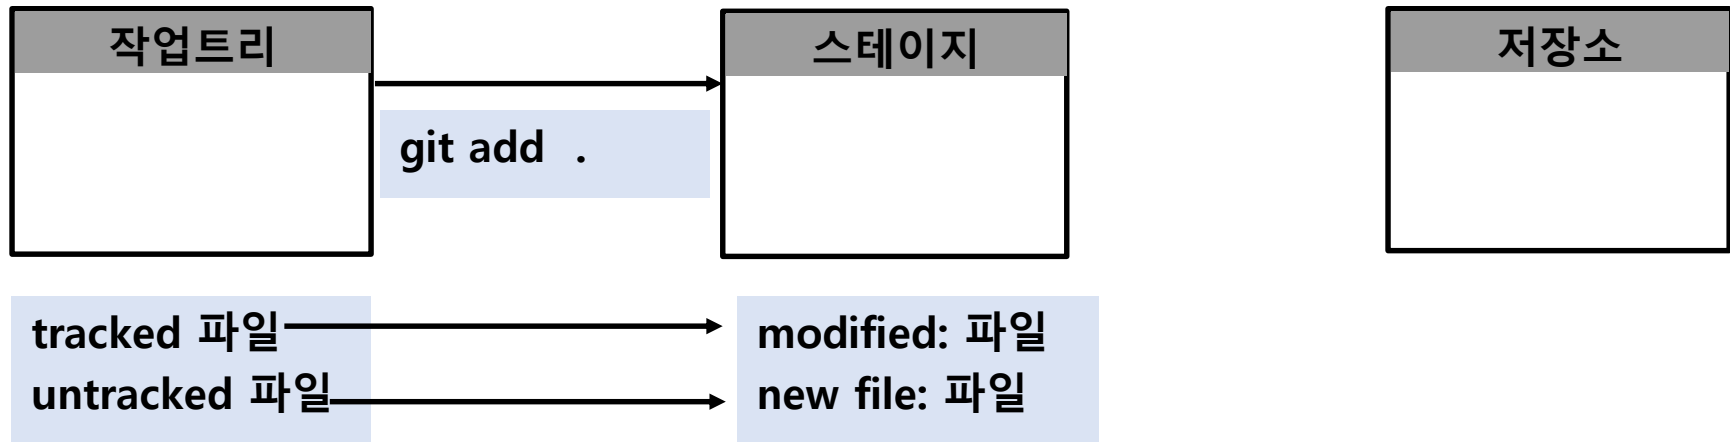 작업트리
스테이지
저장소
git add .
tracked 파일
modified: 파일
untracked 파일
new file: 파일